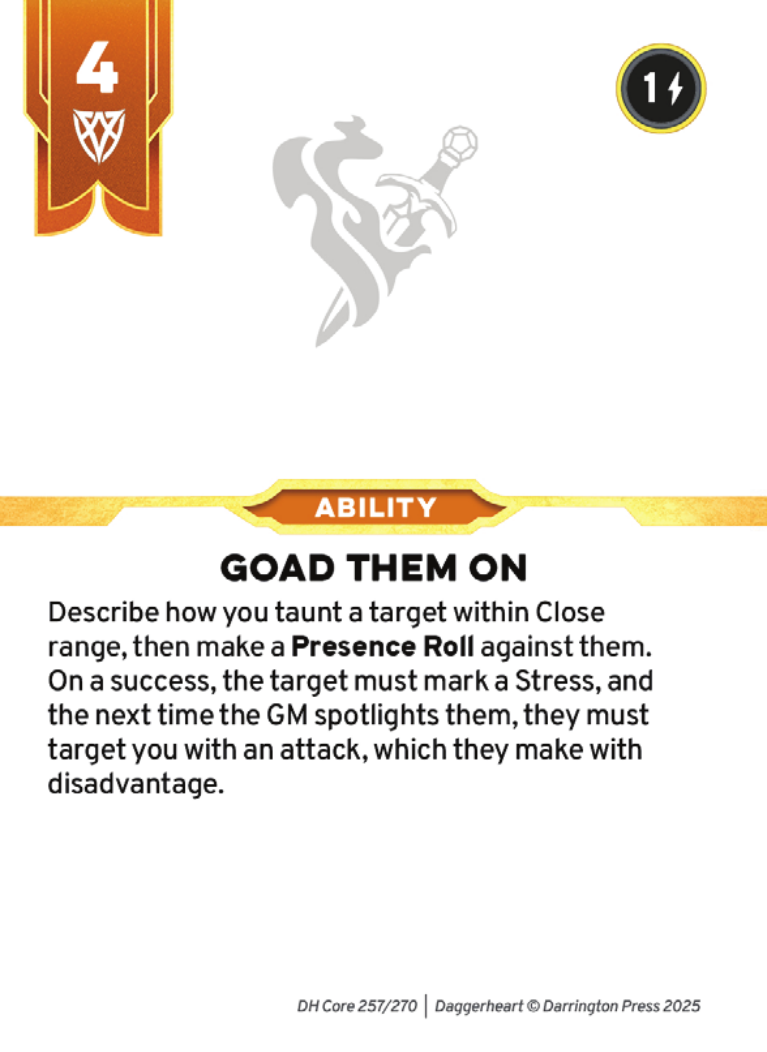 4
1
ABILITY
GOAD THEM ON
Describe how you taunt a target within Close
range, then make a Presence Roll against them.
On a success, the target must mark a Stress, and
the next time the GM spotlights them, they must
target you with an attack, which they make with
disadvantage.
DH Core 257/270 | Daggerheart © Darrington Press 2025